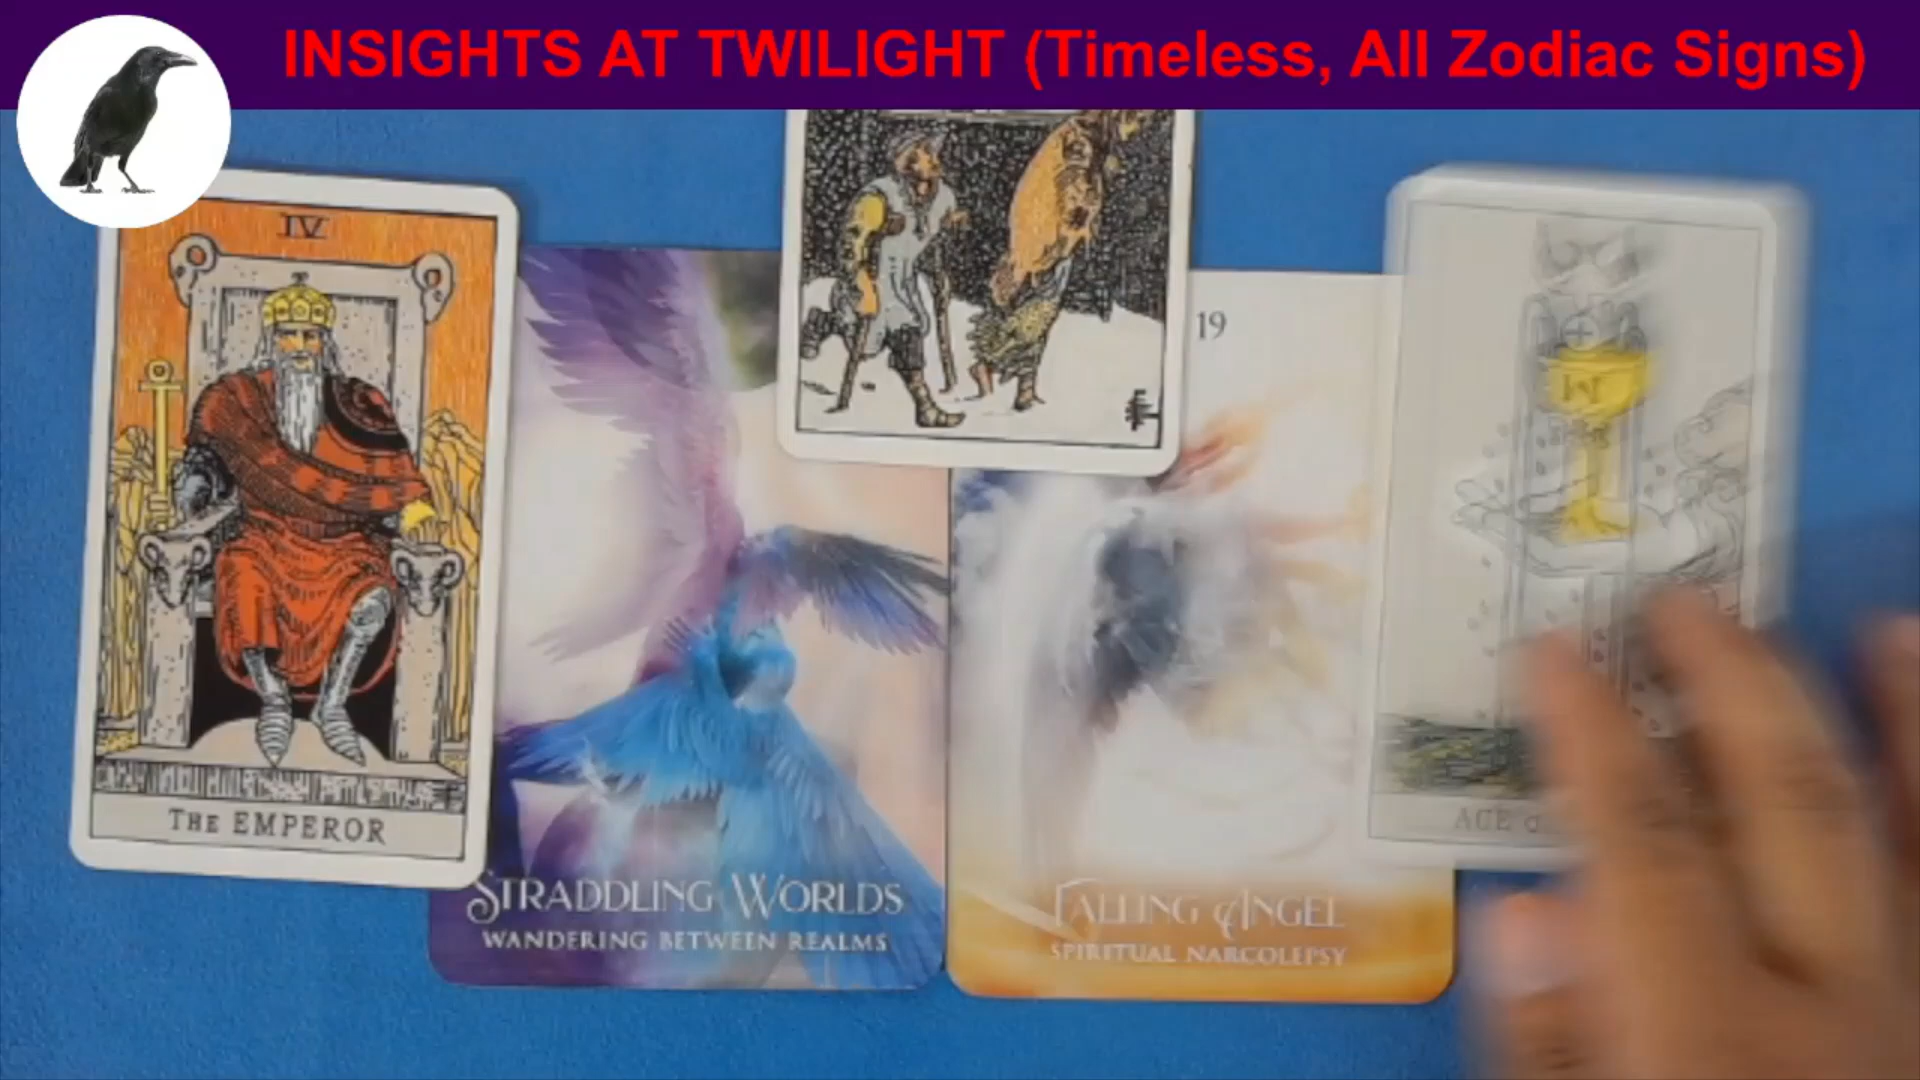 INSIGHTS AT TWILIGHT (Timeless, All Zodiac Signs)
IV
19
THE EMPEROR
STRADDLING WORLDS
WANDERING BETWEEN REALMS
FALLING ANGEL
SPIRITUAL NARCOLEPSY
ACE